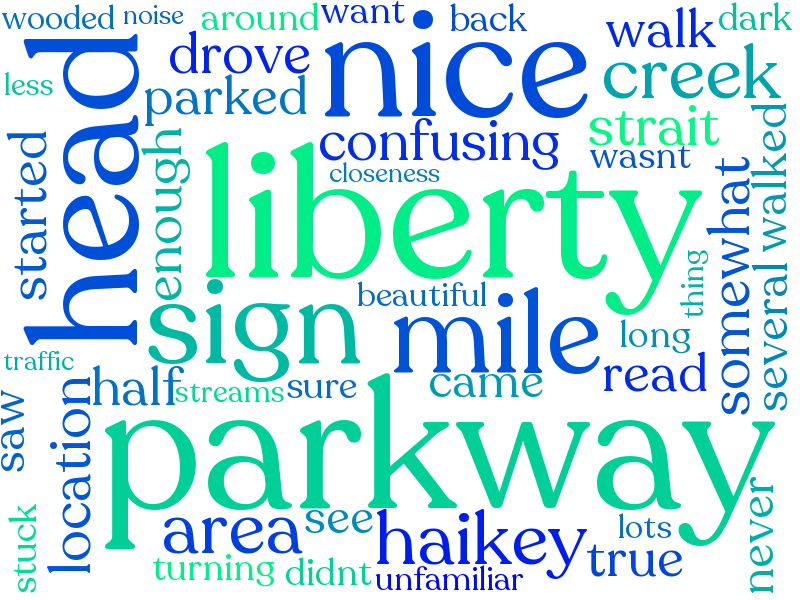 wooded
noise
around
want
back
dark
drove
nice
walk
head
less
parked
creek
confusing
strait
started
enough
closeness
wasnt
liberty
walked
somewhat
several
thing
beautiful
sign
mile
long
traffic
half
streams
sure
came
read
saw
location
parkway
area
see
haikey
lots
true
never
stuck
turning
didnt
unfamiliar